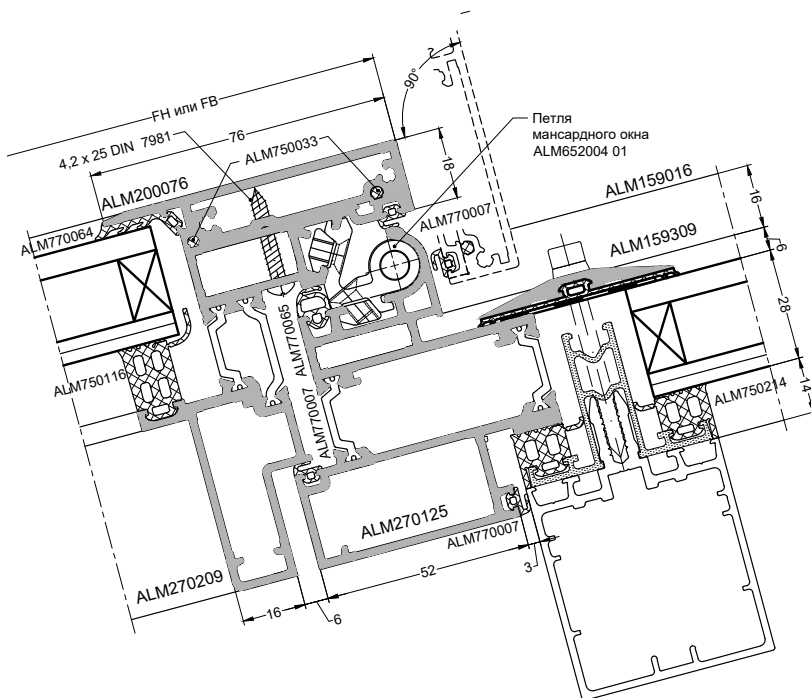 90°
FH или FB
76
4,2 x 25 DIN 7981
ALM750033
Петля
мансардного окна
ALM652004 01
18
ALM200076
ALM159016
16
ALM770064
ALM770007
ALM159309
6
28
ALM770065
ALM750116
ALM770007
14
ALM750214
ALM270125
ALM770007
ALM270209
52
3
16
6